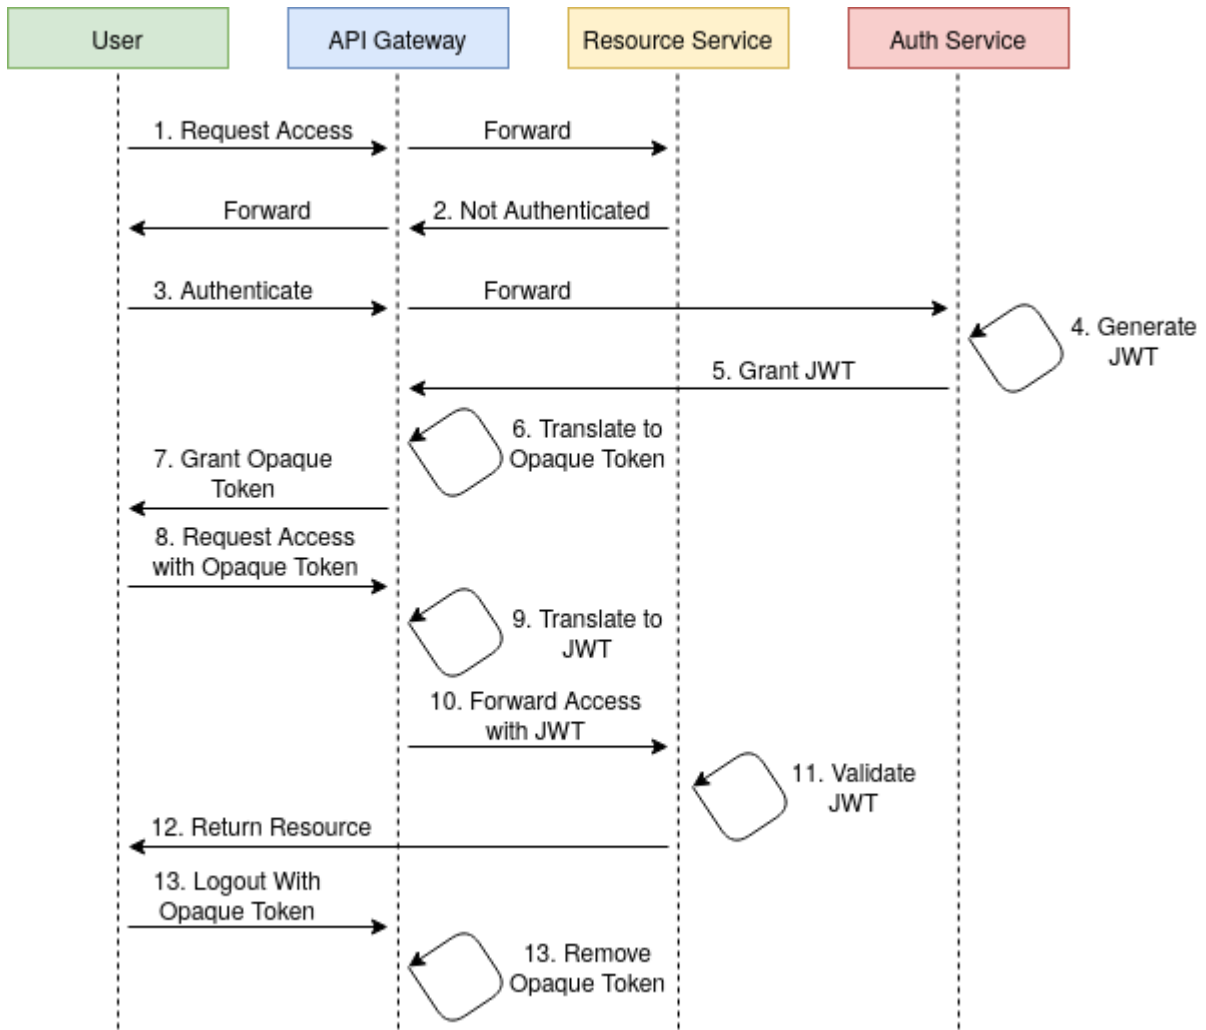 User
API Gateway
Resource Service
Auth Service
1. Request Access
Forward
Forward
2. Not Authenticated
3. Authenticate
Forward
4. Generate
JWT
5. Grant JWT
6. Translate to
Opaque Token
7. Grant Opaque
Token
8. Request Access
with Opaque Token
9. Translate to
JWT
10. Forward Access
with JWT
11. Validate
JWT
12. Return Resource
13. Logout With
Opaque Token
13. Remove
Opaque Token